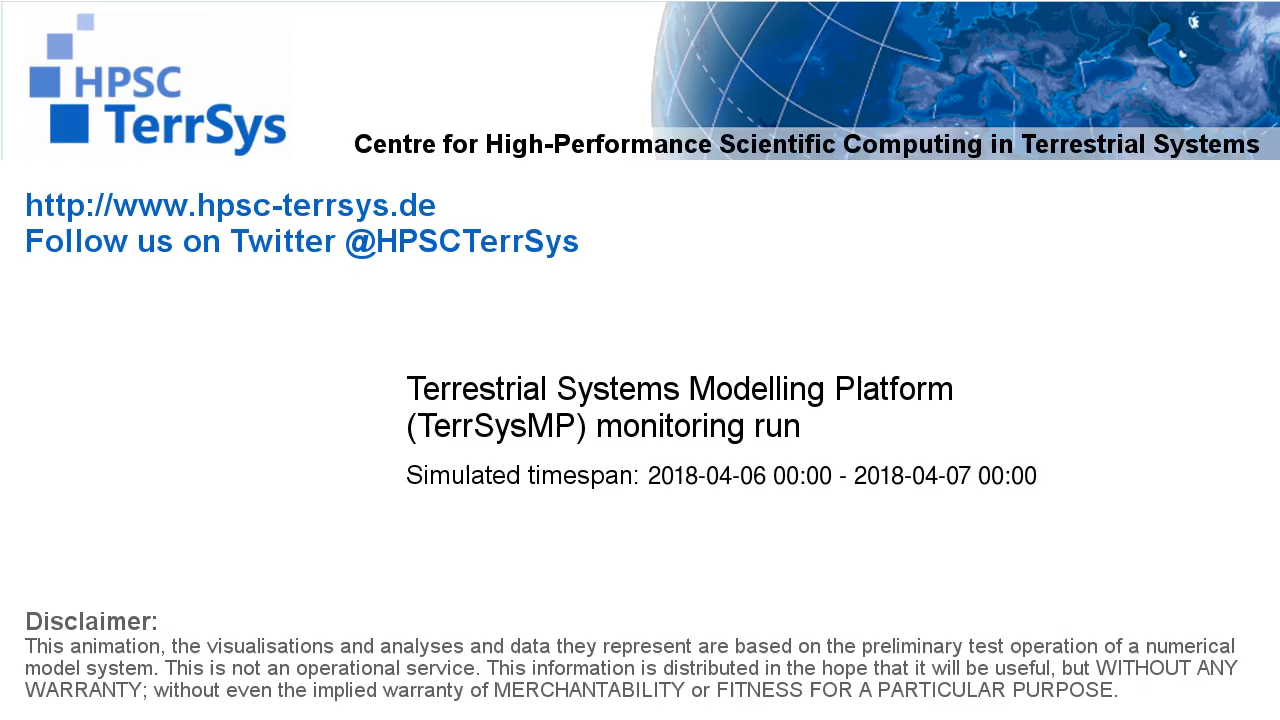 HPSC
TerrSys
Centre for High-Performance Scientific Computing in Terrestrial Systems
http://www.hpsc-terrsys.de
Follow us on Twitter @HPSCTerrSys
Terrestrial Systems Modelling Platform
(TerrSysMP) monitoring run
Simulated timespan: 2018-04-06 00:00 - 2018-04-07 00:00
Disclaimer:
This animation, the visualisations and analyses and data they represent are based on the preliminary test operation of a numerical
model system. This is not an operational service. This information is distributed in the hope that it will be useful, but WITHOUT ANY
WARRANTY; without even the implied warranty of MERCHANTABILITY or FITNESS FOR A PARTICULAR PURPOSE.